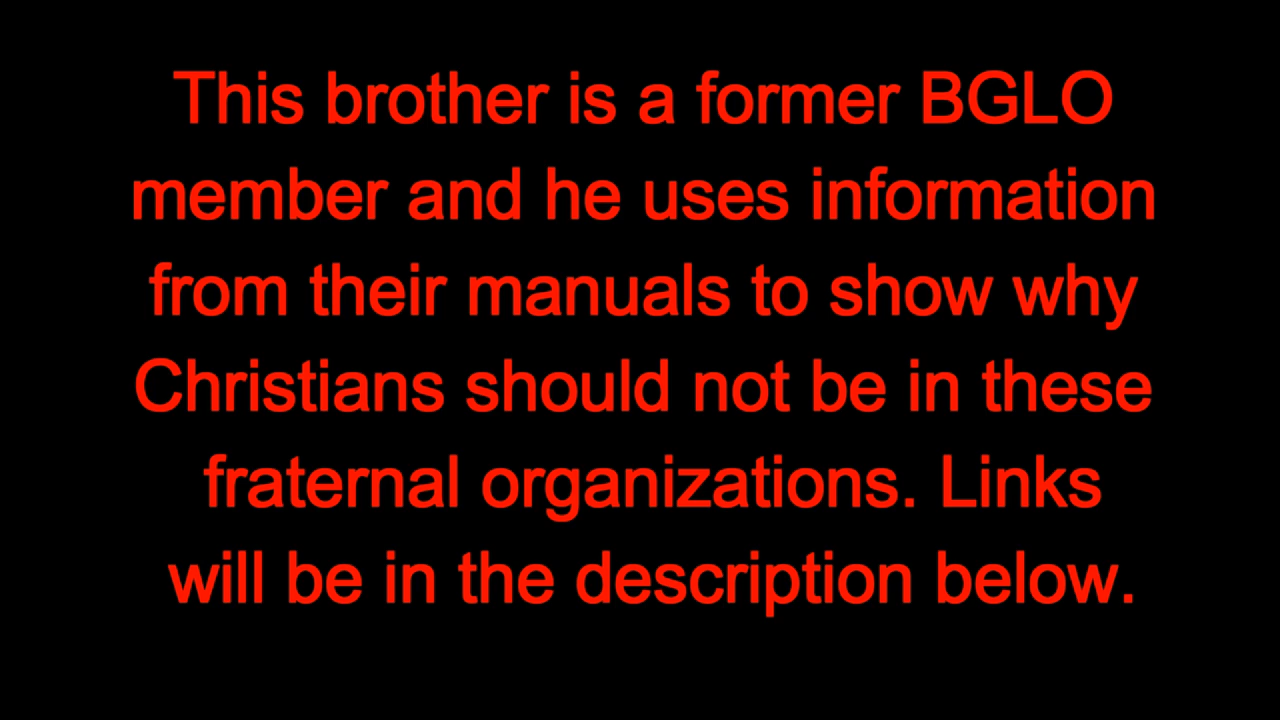 This brother is a former BGLO
member and he uses information
from their manuals to show why
Christians should not be in these
fraternal organizations. Links
will be in the description below.